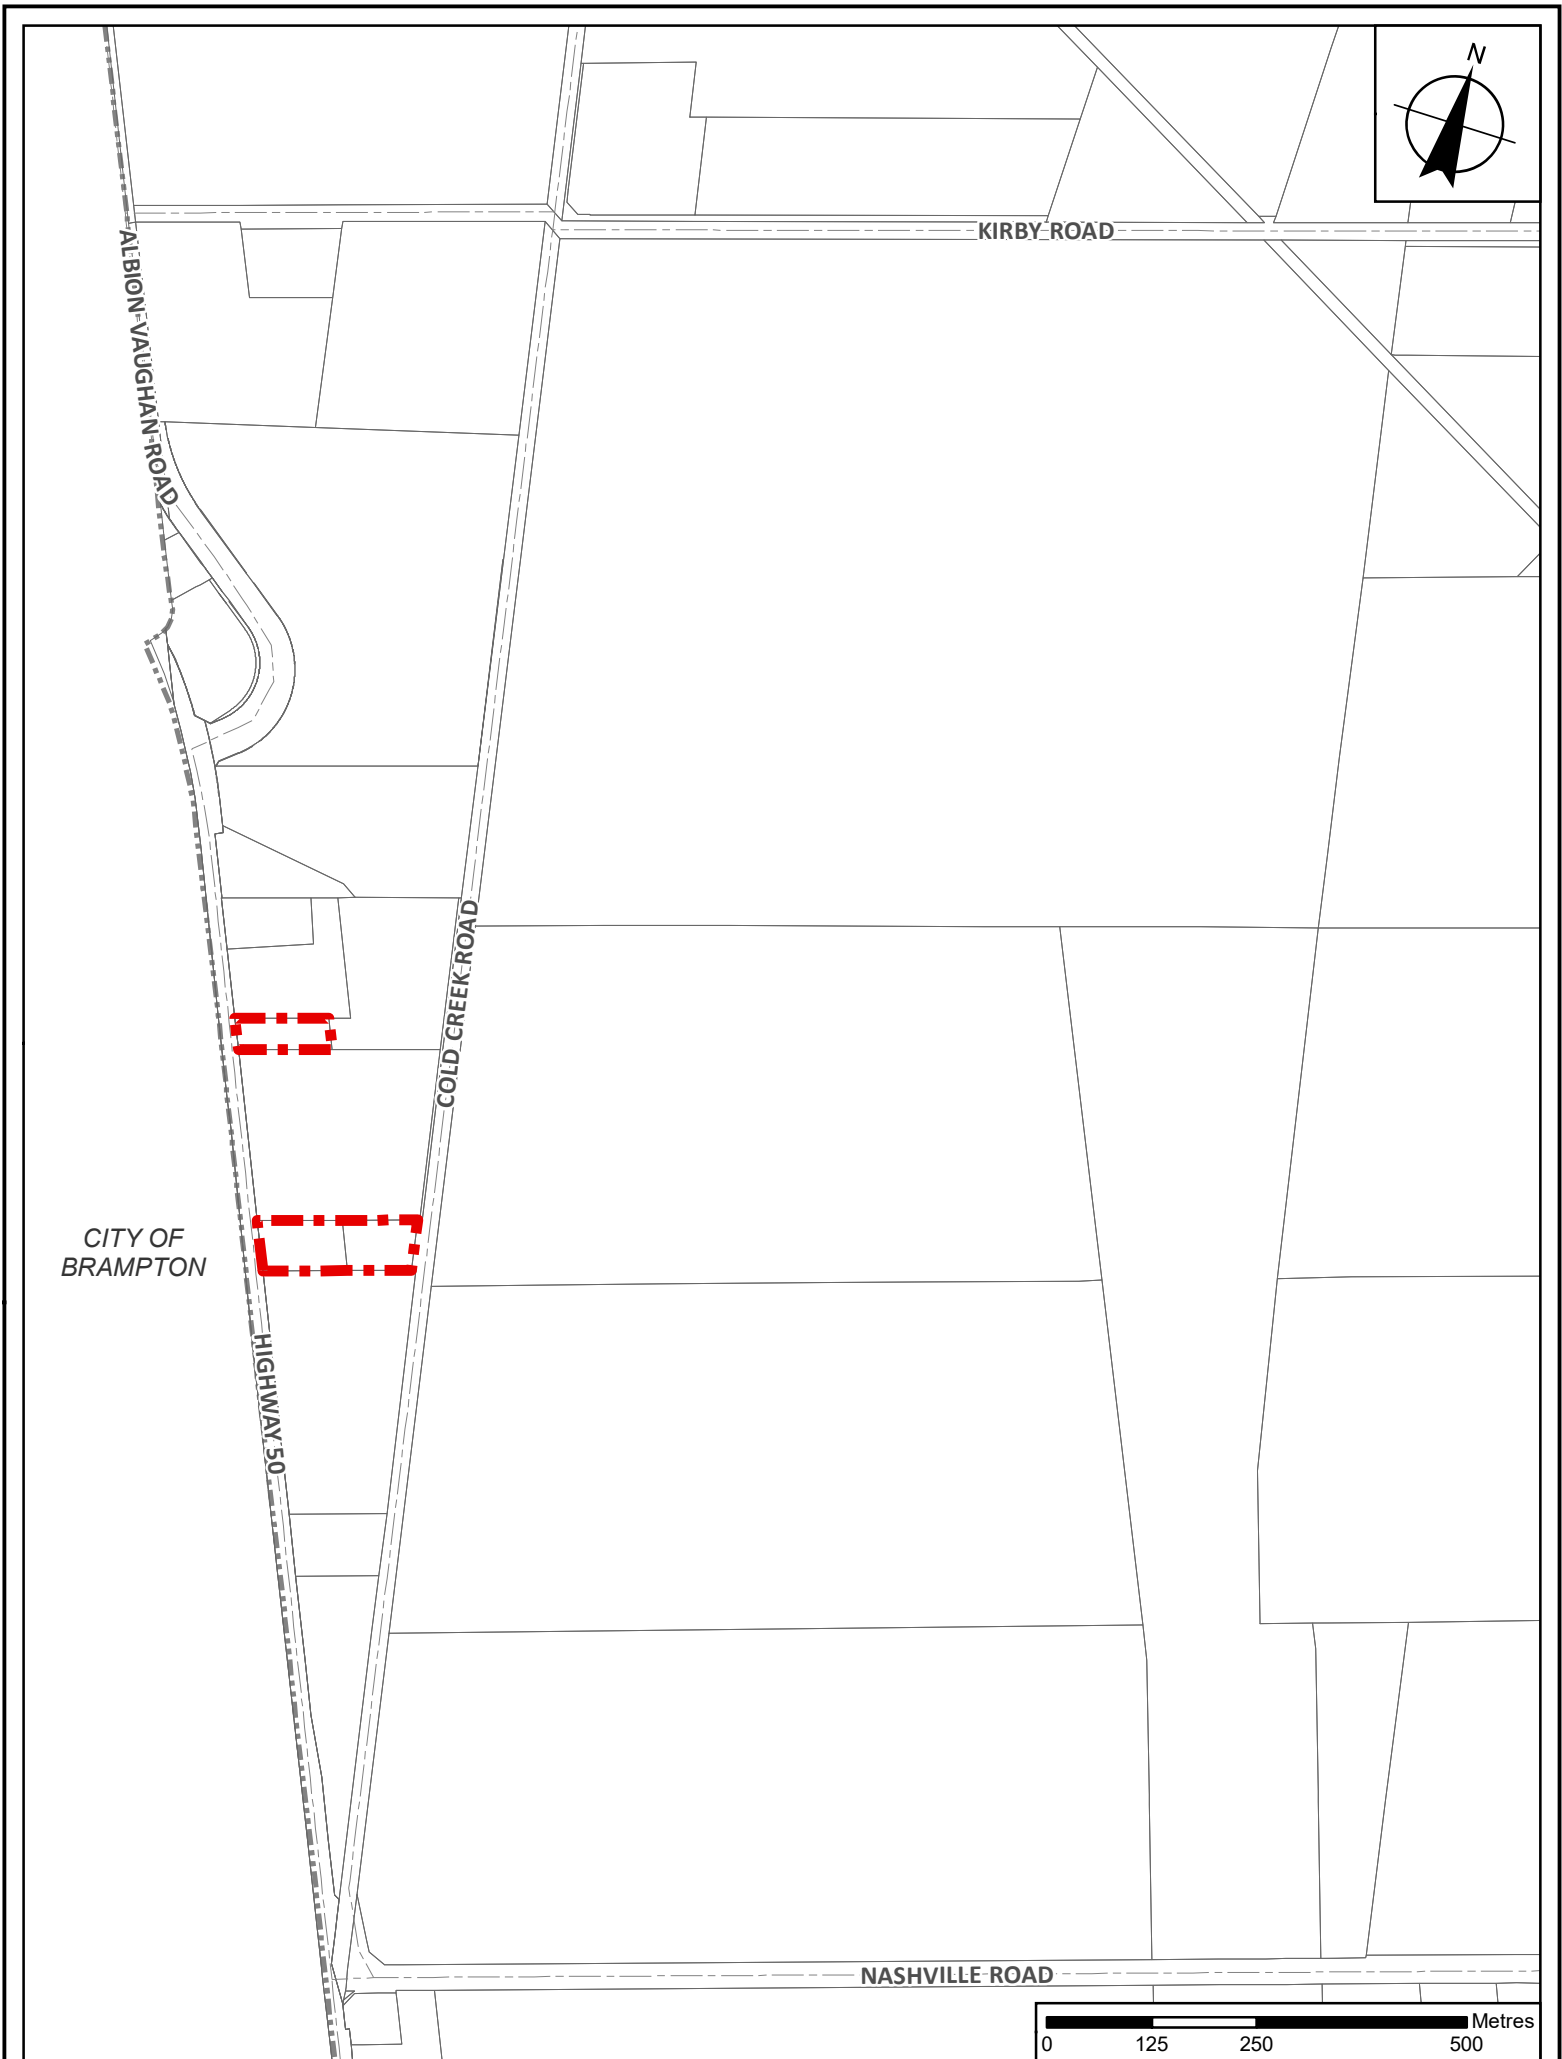 N
KIRBY ROAD
ALBION-VAUGHAN ROAD
COLD CREEK ROAD
CITY OF
BRAMPTON
HIGHWAY 50
NASHVILLE ROAD
Metres
0 125 250 500